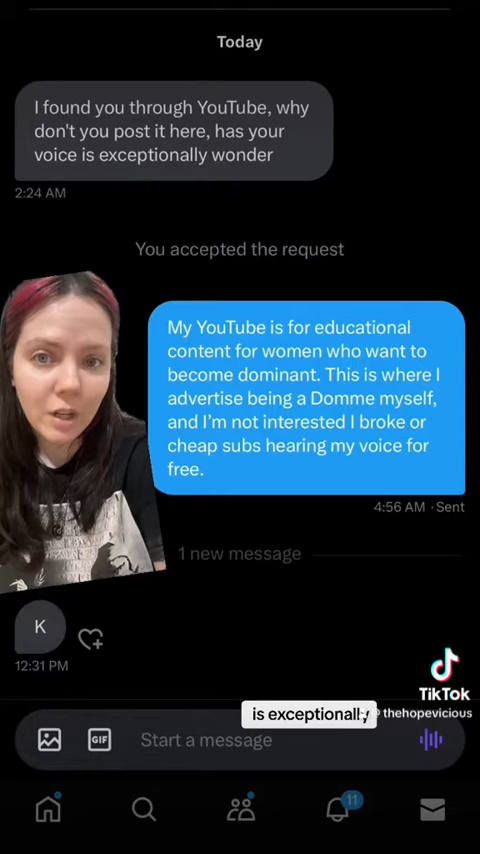 Today
I found you through YouTube, why
don't you post it here, has your
voice is exceptionally wonder
2:24 AM
You accepted the request
My YouTube is for educational
content for women who want to
become dominant. This is where I
advertise being a Domme myself,
and I'm not interested I broke or
cheap subs hearing my voice for
free.
4:56 AM · Sent
1 new message
K
12:31 PM
TikTok
is exceptionally
@ thehopevicious
GIF
Start a message
11